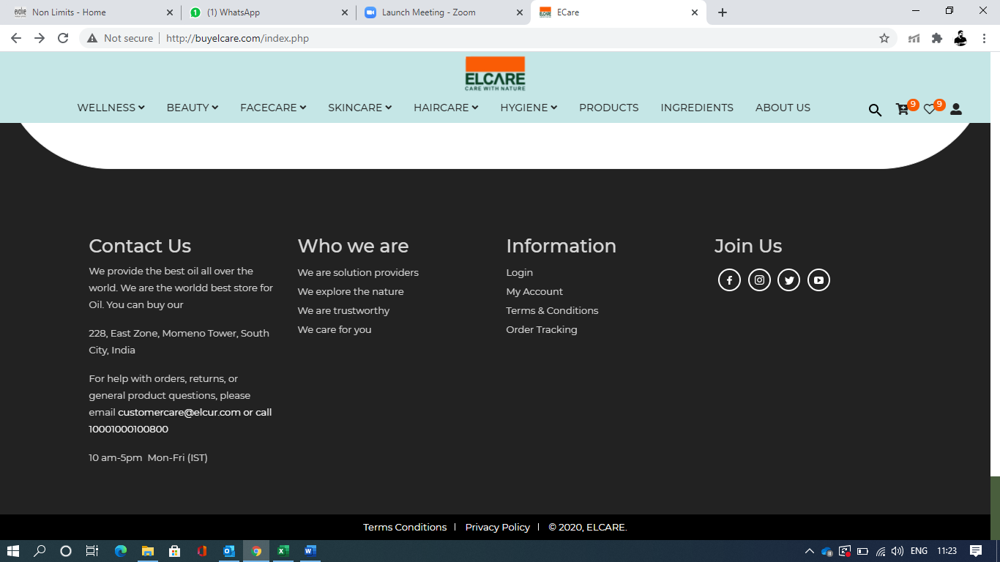 evolve
Non Limits - Home
1
(1) WhatsApp
Launch Meeting - Zoom
ECare
Not secure
http://buyelcare.com/index.php
ELCARE
CARE WITH NATURE
WELLNESS
BEAUTY
FACECARE
SKINCARE
HAIRCARE
HYGIENE
PRODUCTS
INGREDIENTS
ABOUT US
9
9
Contact Us
We provide the best oil all over the
world. We are the worldd best store for
Oil. You can buy our
228, East Zone, Momeno Tower, South
City, India
For help with orders, returns, or
general product questions, please
email customercare@elcur.com or call
10001000100800
10 am-5pm  Mon-Fri (IST)
Who we are
We are solution providers
We explore the nature
We are trustworthy
We care for you
Information
Login
My Account
Terms & Conditions
Order Tracking
Join Us
Terms Conditions | Privacy Policy | © 2020, ELCARE.
ENG
11:23